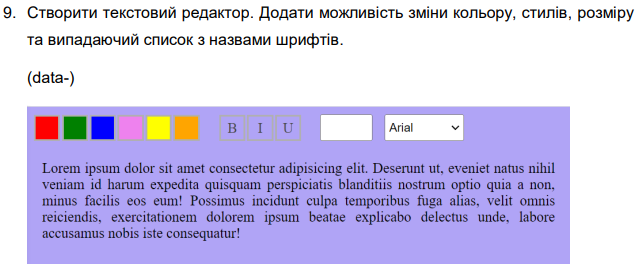 9. Створити текстовий редактор. Додати можливість зміни кольору, стилів, розміру
та випадаючий список з назвами шрифтів.
(data-)
B I U Arial
Lorem ipsum dolor sit amet consectetur adipisicing elit. Deserunt ut, eveniet natus nihil
veniam id harum expedita quisquam perspiciatis blanditiis nostrum optio quia a non,
minus facilis eos eum! Possimus incidunt culpa temporibus fuga alias, velit omnis
reiciendis, exercitationem dolorem ipsum beatae explicabo delectus unde, labore
accusamus nobis iste consequatur!